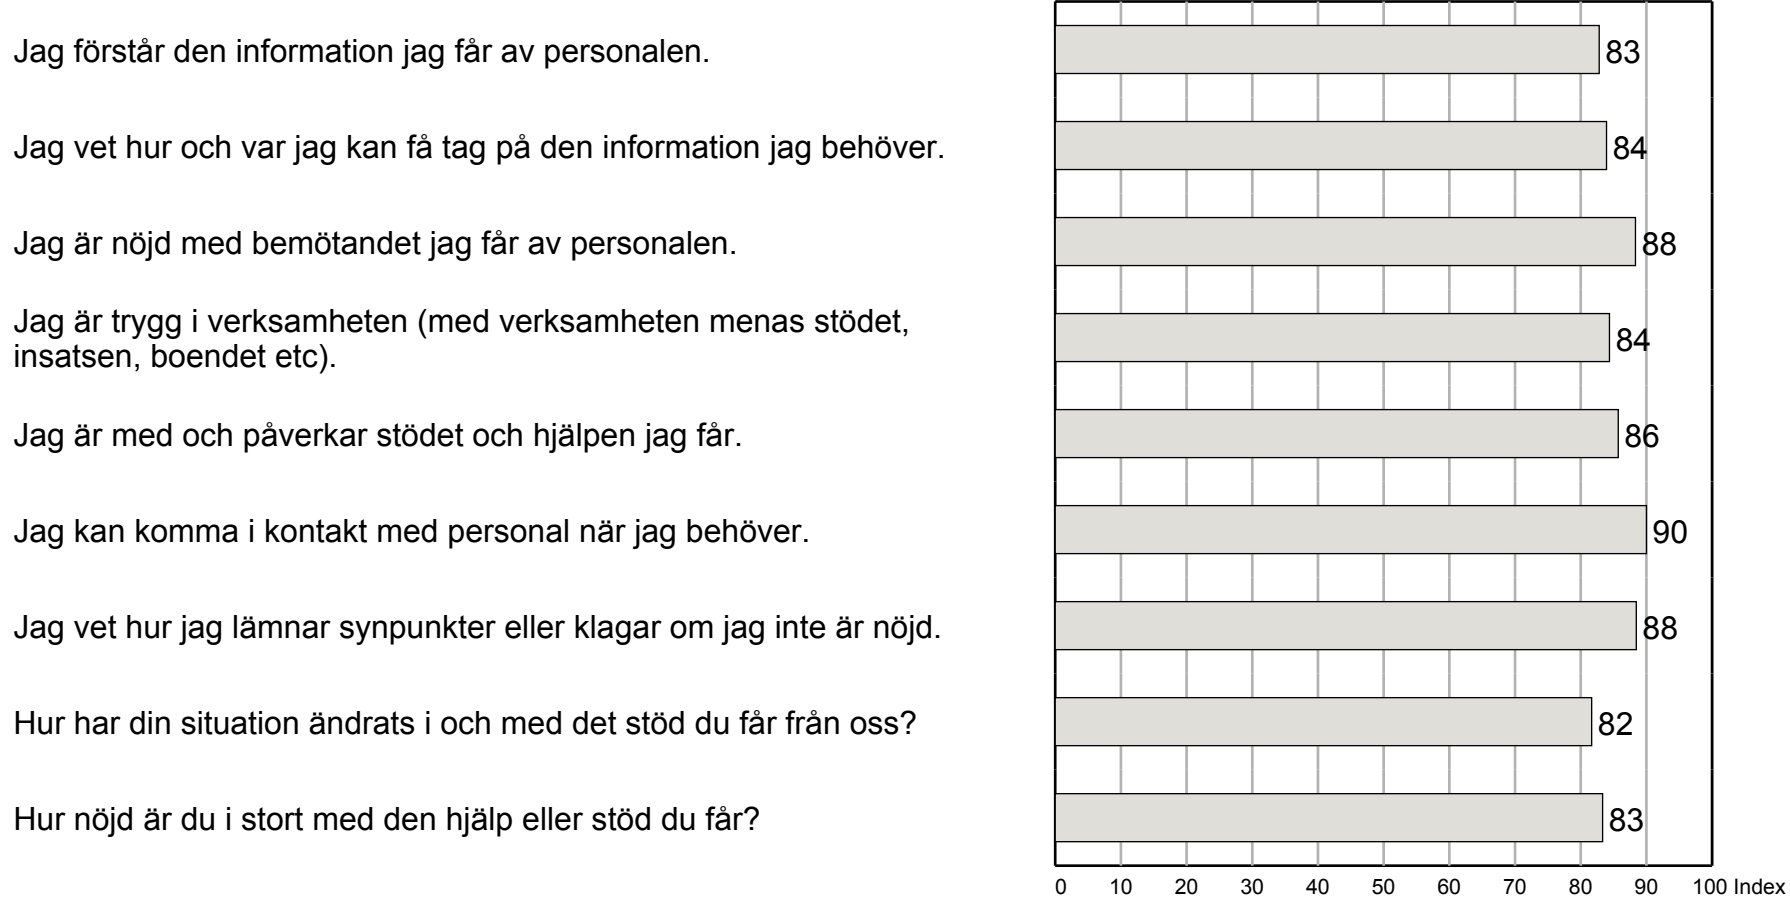 Jag förstår den information jag får av personalen.
83
Jag vet hur och var jag kan få tag på den information jag behöver.
84
Jag är nöjd med bemötandet jag får av personalen.
88
Jag är trygg i verksamheten (med verksamheten menas stödet,
insatsen, boendet etc).
84
Jag är med och påverkar stödet och hjälpen jag får.
86
Jag kan komma i kontakt med personal när jag behöver.
90
Jag vet hur jag lämnar synpunkter eller klagar om jag inte är nöjd.
88
Hur har din situation ändrats i och med det stöd du får från oss?
82
Hur nöjd är du i stort med den hjälp eller stöd du får?
83
0 10 20 30 40 50 60 70 80 90 100 Index